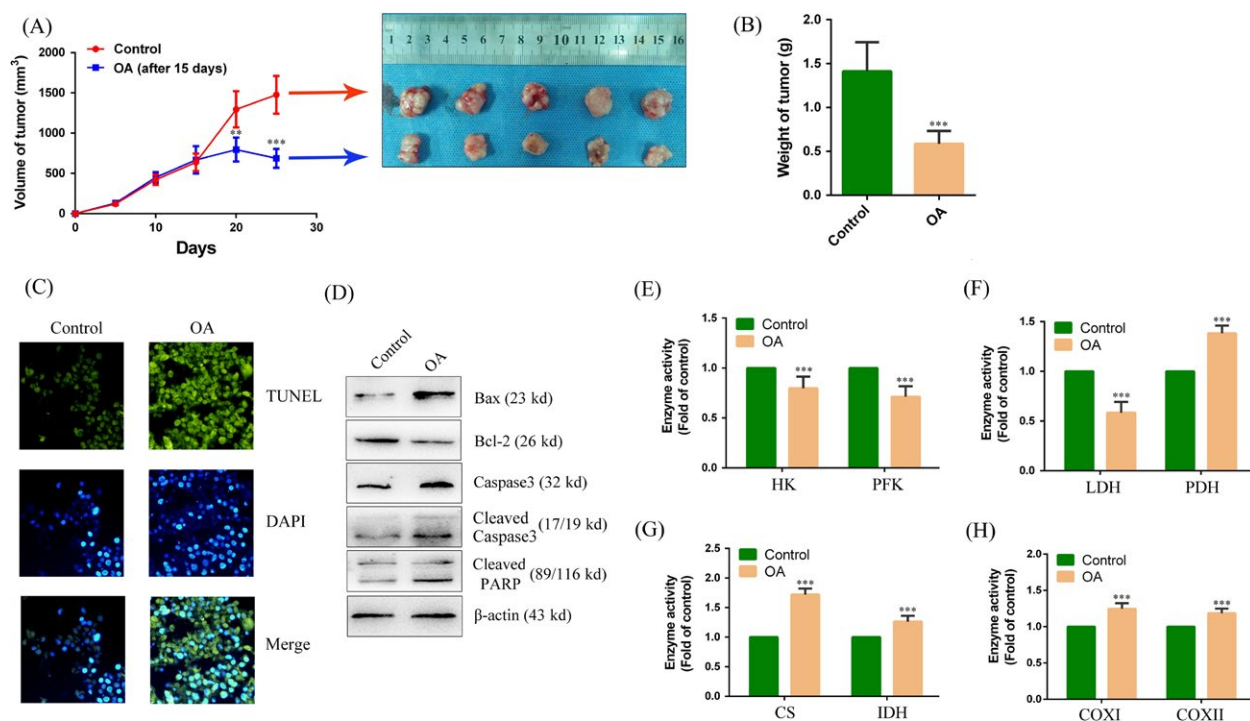 (A)
Control
OA (after 15 days)
Volume of tumor (mm³)
2000
1500
1000
500
0
**
***
0 10 20 30
Days
1 2 3 4 5 6 7 8 9 10 11 12 13 14 15 16
(B)
Weight of tumor (g)
2.0
1.5
1.0
0.5
0.0
***
Control
OA
(C)
Control OA
TUNEL
DAPI
Merge
(D)
Control OA
Bax (23 kd)
Bcl-2 (26 kd)
Caspase3 (32 kd)
Cleaved
Caspase3 (17/19 kd)
Cleaved
PARP (89/116 kd)
β-actin (43 kd)
(E)
Enzyme activity
(Fold of control)
1.5
1.0
0.5
0.0
Control
OA
*** ***
HK PFK
(F)
Enzyme activity
(Fold of control)
1.5
1.0
0.5
0.0
Control
OA
*** ***
LDH PDH
(G)
Enzyme activity
(Fold of control)
2.5
2.0
1.5
1.0
0.5
0.0
Control
OA
*** ***
CS IDH
(H)
Enzyme activity
(Fold of control)
2.0
1.5
1.0
0.5
0.0
Control
OA
*** ***
COXI COXII